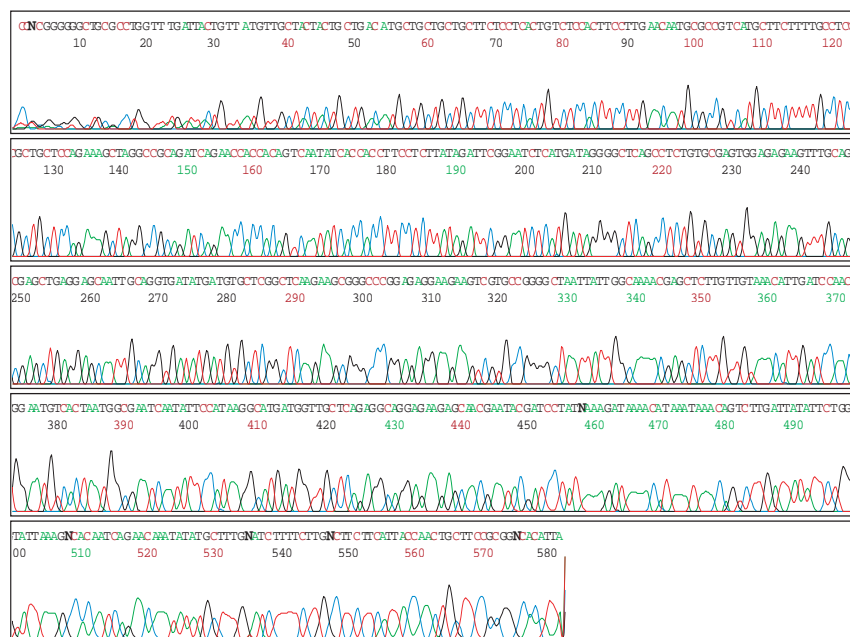 CCNCGGGGGGCTGCGCCTGGTTTTGATTACTGTTATGTTGCTACTACTGCTGACATGCTGCTGCTGCTTCTCCTCACTGTCTCCACTTCCTTGAACAATGCGCCGTCATGCTTCTTTTGCCTCC
10 20 30 40 50 60 70 80 90 100 110 120
CGCTGCTCCAGAAAGCTAGGCCGCAGATCAGAACCACCACAGTCAATATCACCACCTTCCTCTTATAGATTCGGAATCTCATGATAGGGGCTCAGCCTCTGTGCGAGTGGAGAGAAGTTTGCAG
130 140 150 160 170 180 190 200 210 220 230 240
CGAGCTGAGGAGCAATTGCAGGTGATATGATGTGCTCGGCTCAAGAAGCGGGCCCGGAGAGGAAGAAGTCGTGCCGGGGCTAATTATTGGCAAAACGAGCTCTTGTTGTAAACATTGATCCAAC
250 260 270 280 290 300 310 320 330 340 350 360 370
GGAATGTCACTAATGGCGAATCAATATTCCATAAGGCATGATGGTTGCTCAGAGGCAGGAGAAGAGCAACGAATACGATCCTATNAAAGATAAAACATAAATAAACAGTCTTGATTATATTCTGG
380 390 400 410 420 430 440 450 460 470 480 490
TATTAAAGNCACAATCAGAACAAATATATGCTTTGNATCTTTTCTTGNCTTCTTCATTACCAACTGCTTCCGCGGNCACATTA
00 510 520 530 540 550 560 570 580